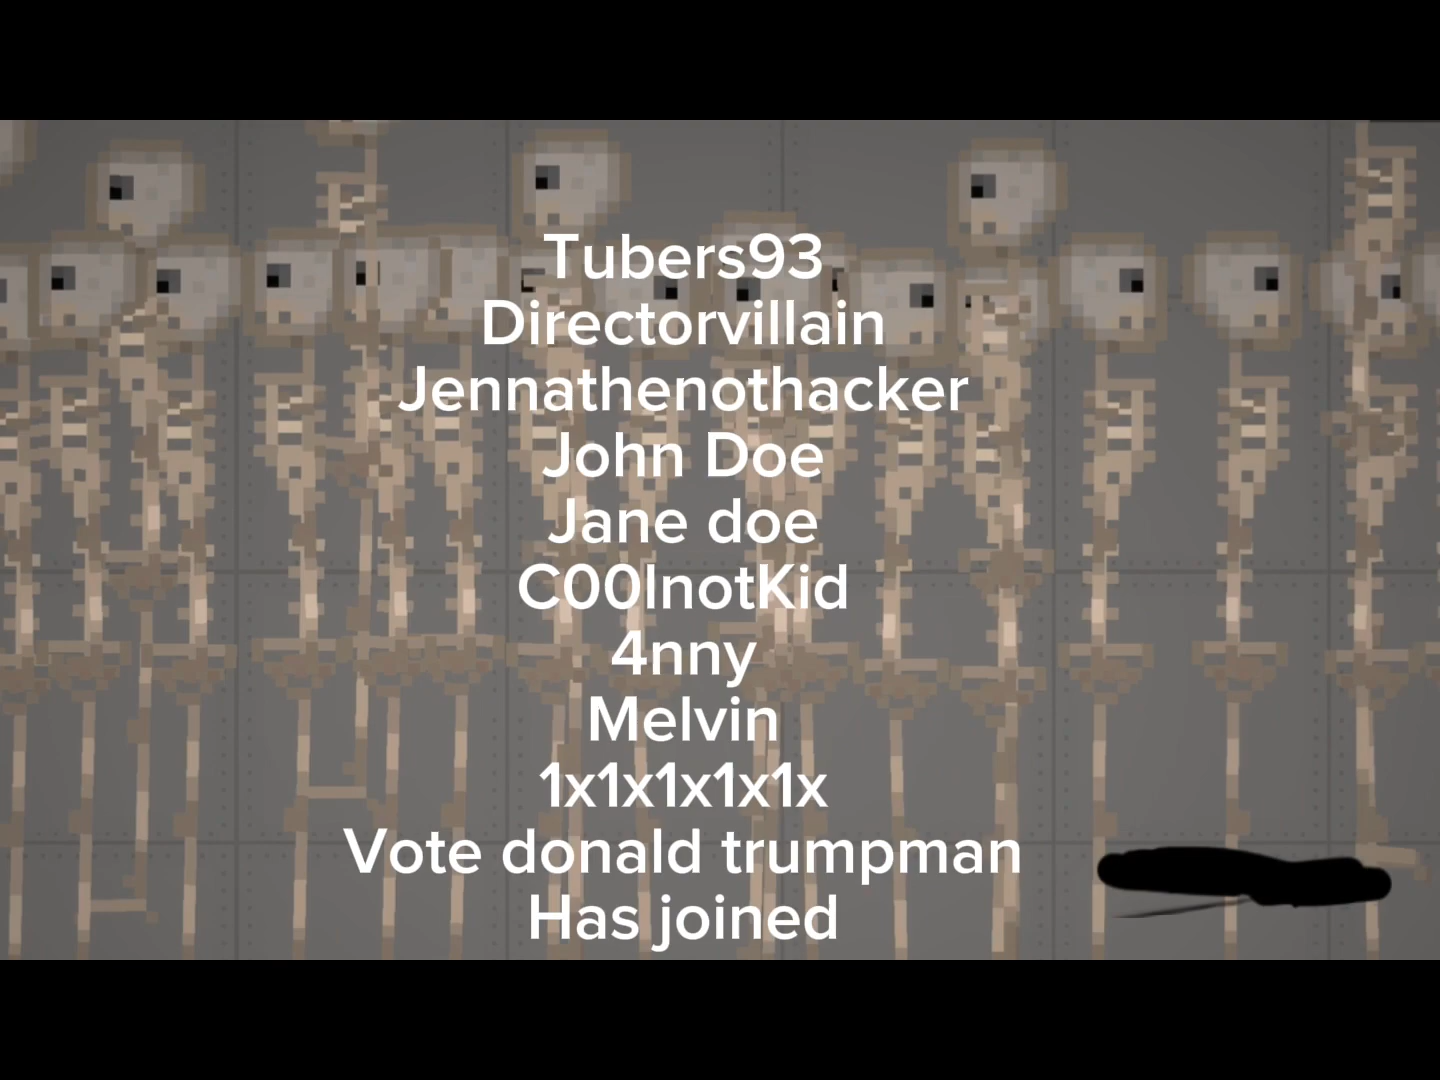 Tubers93
Directorvillain
Jennathenothacker
John Doe
Jane doe
C00lnotKid
4nny
Melvin
1x1x1x1x1x
Vote donald trumpman
Has joined